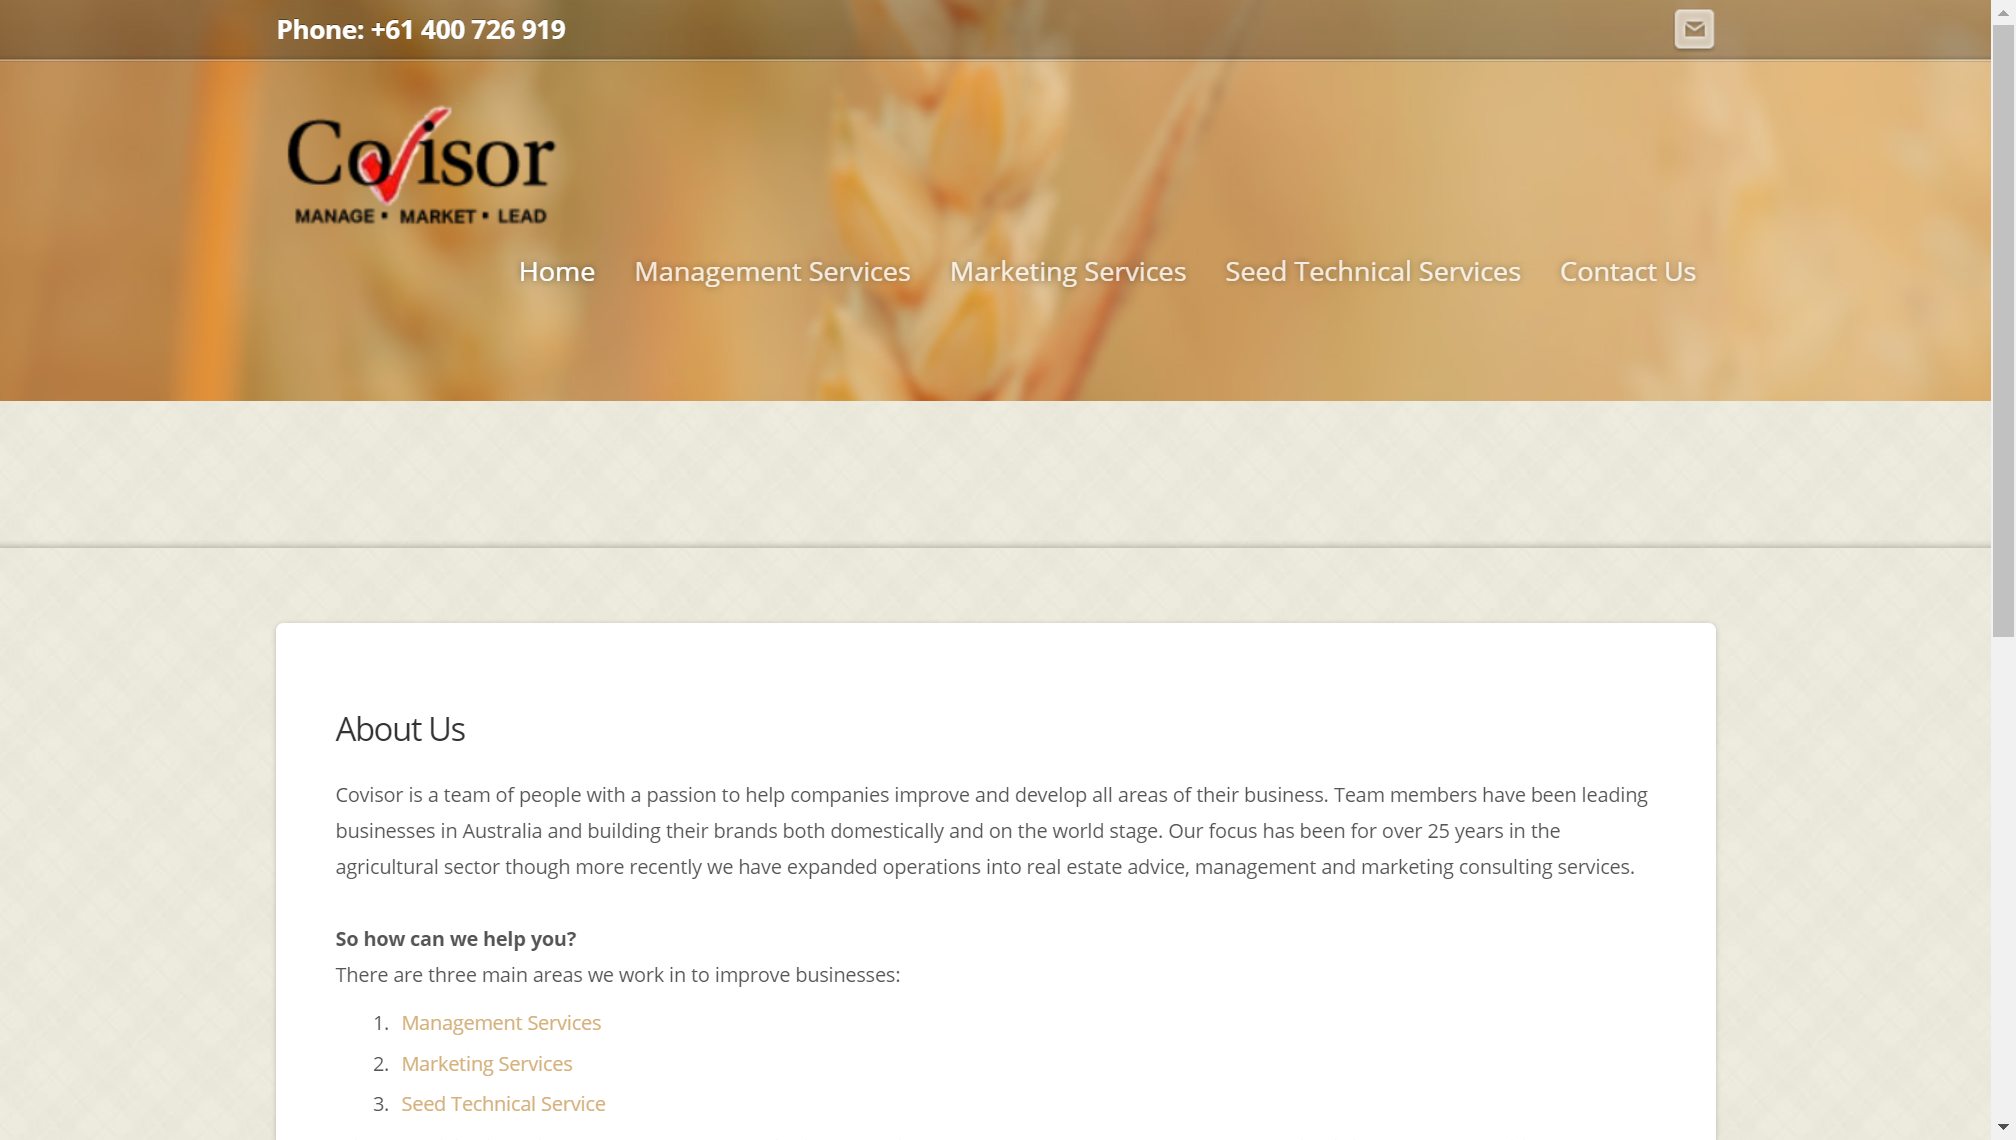 Phone: +61 400 726 919
Covisor
MANAGE ▪ MARKET ▪ LEAD
Home Management Services Marketing Services Seed Technical Services Contact Us
About Us
Covisor is a team of people with a passion to help companies improve and develop all areas of their business. Team members have been leading
businesses in Australia and building their brands both domestically and on the world stage. Our focus has been for over 25 years in the
agricultural sector though more recently we have expanded operations into real estate advice, management and marketing consulting services.
So how can we help you?
There are three main areas we work in to improve businesses:
1. Management Services
2. Marketing Services
3. Seed Technical Service